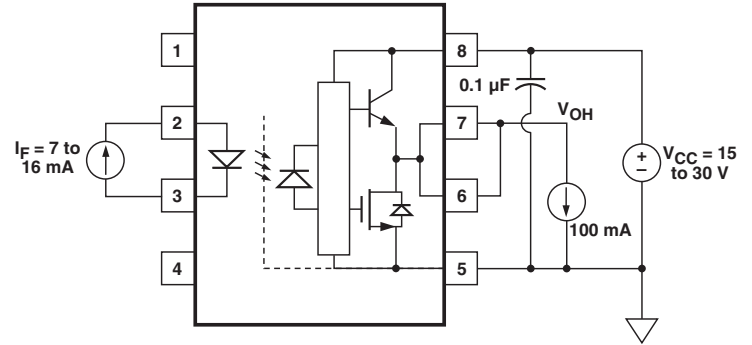 1
8
0.1 µF
2
7
V_OH
I_F = 7 to
16 mA
V_CC = 15
to 30 V
+
–
3
6
100 mA
4
5